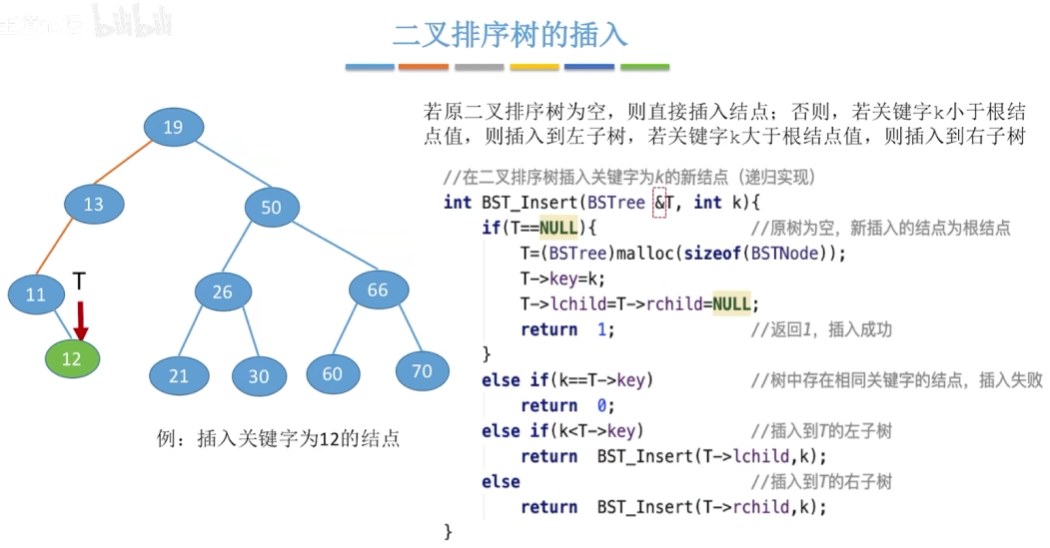 bilibili
二叉排序树的插入
若原二叉排序树为空，则直接插入结点；否则，若关键字k小于根结
点值，则插入到左子树，若关键字k大于根结点值，则插入到右子树
19
13
50
11
T
26
66
12
21
30
60
70
例：插入关键字为12的结点
//在二叉排序树插入关键字为k的新结点（递归实现）
int BST_Insert(BSTree &T, int k){
if(T==NULL){ //原树为空，新插入的结点为根结点
T=(BSTree)malloc(sizeof(BSTNode));
T->key=k;
T->lchild=T->rchild=NULL;
return 1; //返回1，插入成功
}
else if(k==T->key) //树中存在相同关键字的结点，插入失败
return 0;
else if(k<T->key) //插入到T的左子树
return BST_Insert(T->lchild,k);
else //插入到T的右子树
return BST_Insert(T->rchild,k);
}